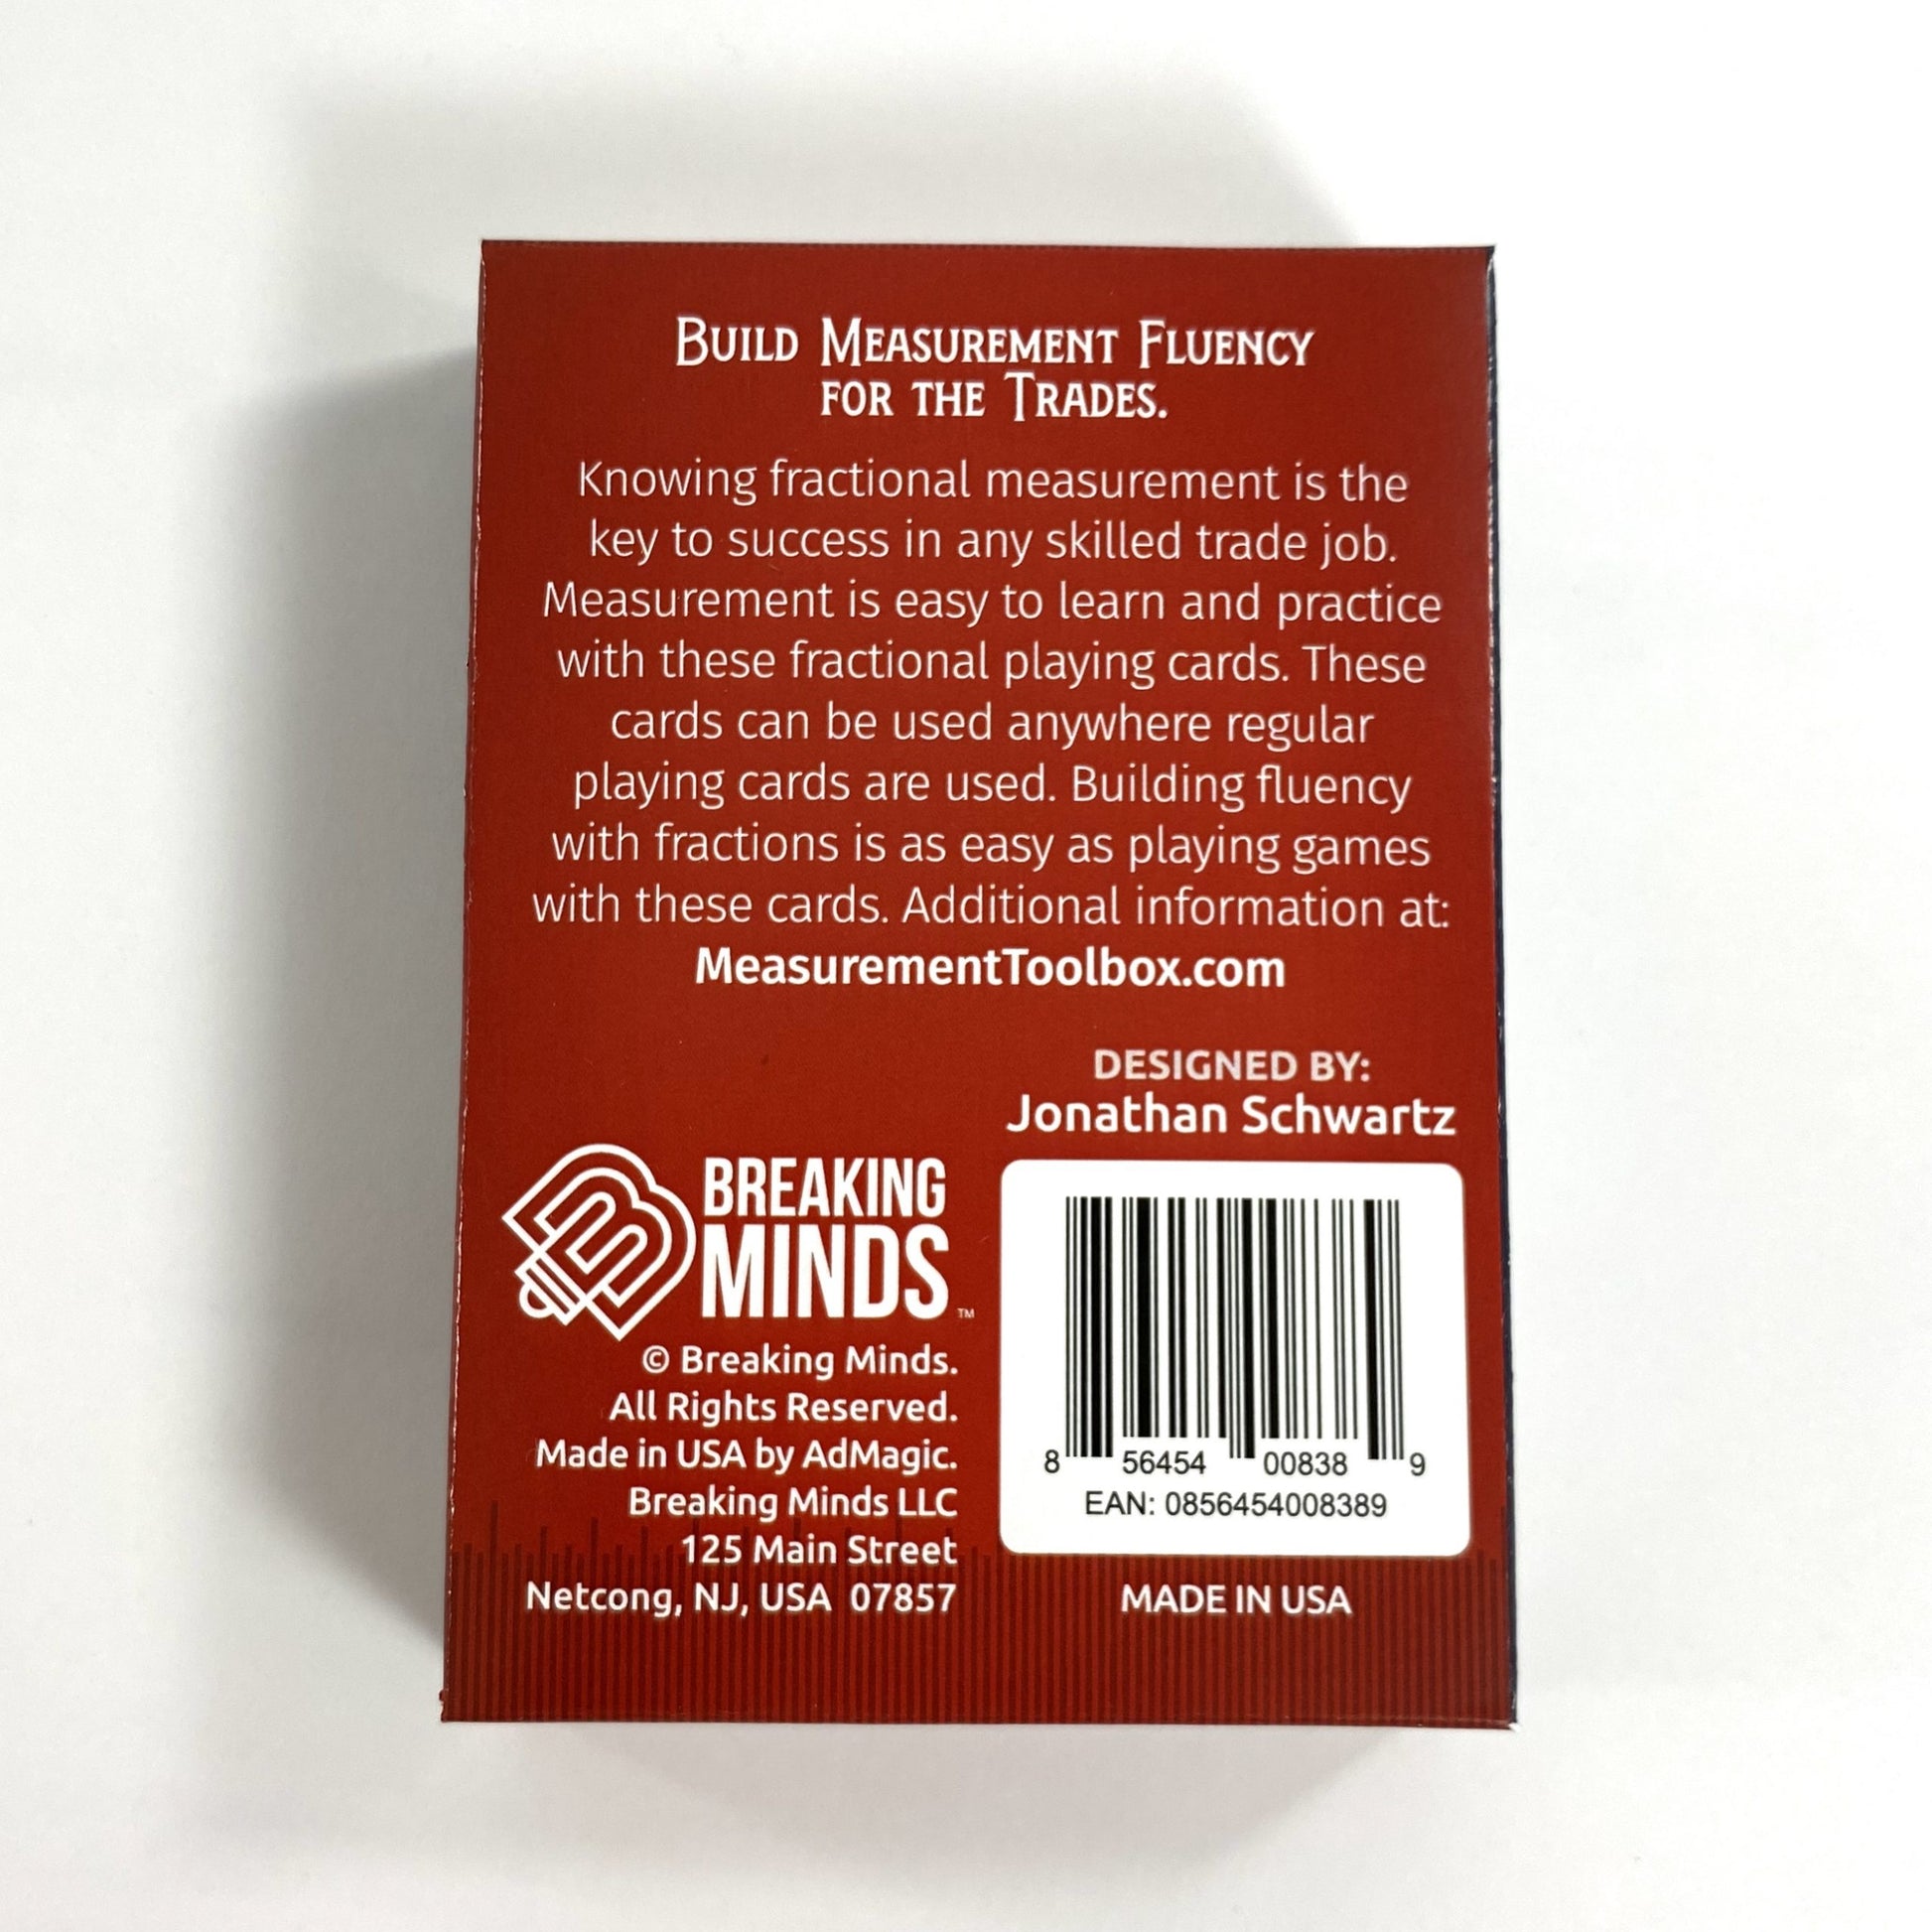 Build Measurement Fluency
for the Trades.
Knowing fractional measurement is the
key to success in any skilled trade job.
Measurement is easy to learn and practice
with these fractional playing cards. These
cards can be used anywhere regular
playing cards are used. Building fluency
with fractions is as easy as playing games
with these cards. Additional information at:
MeasurementToolbox.com
DESIGNED BY:
Jonathan Schwartz
BREAKING
MINDS ™
© Breaking Minds.
All Rights Reserved.
Made in USA by AdMagic.
Breaking Minds LLC
125 Main Street
Netcong, NJ, USA 07857
8 56454 00838 9
EAN: 0856454008389
MADE IN USA